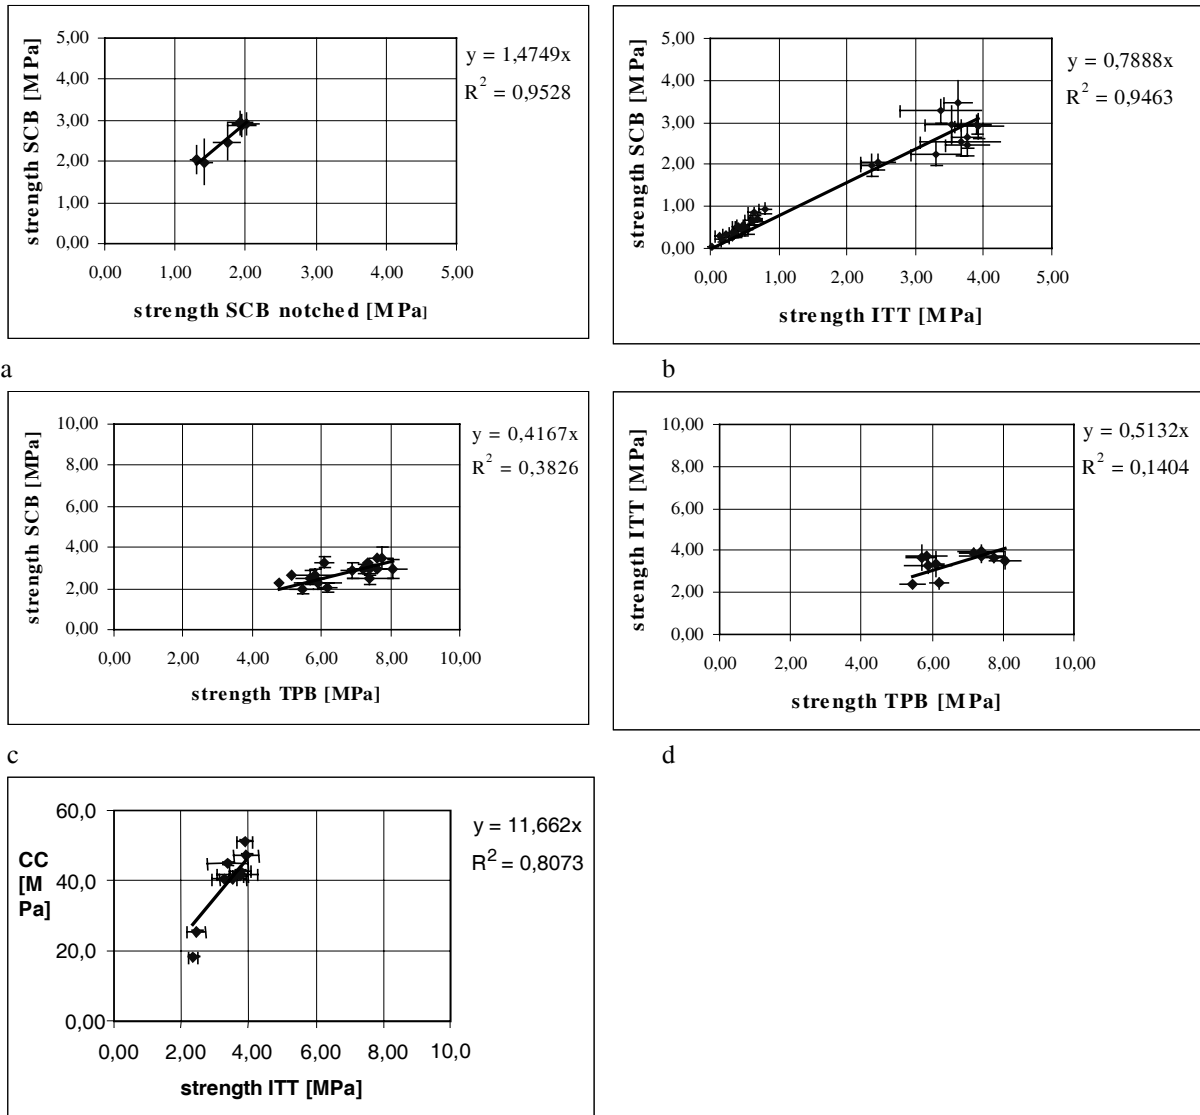 5,00
4,00
3,00
2,00
1,00
0,00
0,00 1,00 2,00 3,00 4,00 5,00
strength SCB [MPa]
strength SCB notched [MPa]
y = 1,4749x
R² = 0,9528
a
5,00
4,00
3,00
2,00
1,00
0,00
0,00 1,00 2,00 3,00 4,00 5,00
strength SCB [MPa]
strength ITT [MPa]
y = 0,7888x
R² = 0,9463
b
10,00
8,00
6,00
4,00
2,00
0,00
0,00 2,00 4,00 6,00 8,00 10,00
strength SCB [MPa]
strength TPB [MPa]
y = 0,4167x
R² = 0,3826
c
10,00
8,00
6,00
4,00
2,00
0,00
0,00 2,00 4,00 6,00 8,00 10,00
strength ITT [MPa]
strength TPB [MPa]
y = 0,5132x
R² = 0,1404
d
60,0
40,0
20,0
0,00
0,00 2,00 4,00 6,00 8,00 10,0
CC
[M
Pa]
strength ITT [MPa]
y = 11,662x
R² = 0,8073